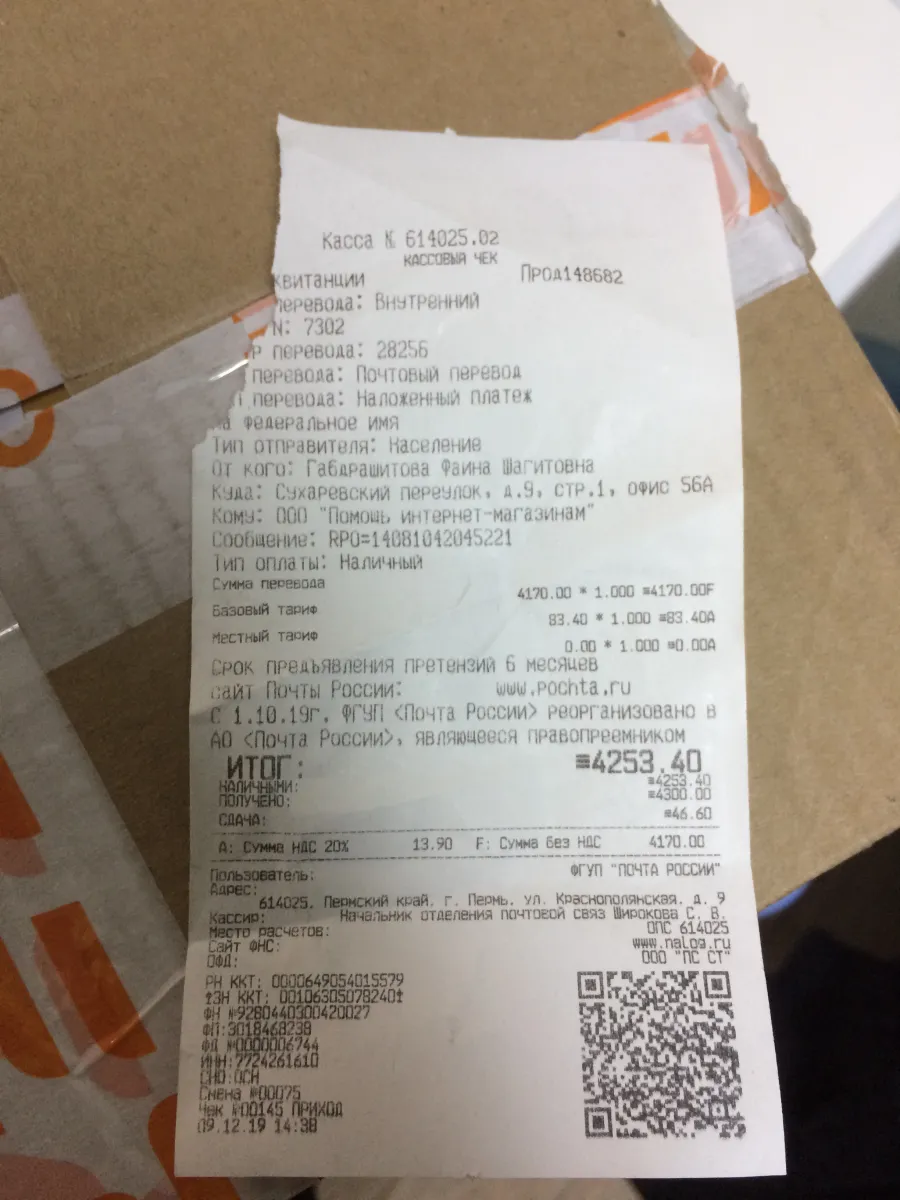 Касса № 614025.02
КАССОВЫЙ ЧЕК
квитанции Прод148682
перевода: Внутренний
N: 7302
р перевода: 28256
перевода: Почтовый перевод
перевода: Наложенный платеж
На федеральное имя
Тип отправителя: Население
От кого: Габдрашитова Фаина Шагитовна
Куда: Сухаревский переулок, д.9, стр.1, офис 56А
Кому: ООО "Помощь интернет-магазинам"
Сообщение: RPO=14081042045221
Тип оплаты: Наличный
Сумма перевода
4170.00 * 1.000 ≡4170.00F
Базовый тариф
83.40 * 1.000 ≡83.40A
Местный тариф
0.00 * 1.000 ≡0.00A
Срок предъявления претензий 6 месяцев
сайт Почты России: www.pochta.ru
С 1.10.19г. ФГУП <Почта России> реорганизовано в
АО <Почта России>, являющееся правопреемником
ИТОГ: ≡4253.40
НАЛИЧНЫМИ: ≡4253.40
ПОЛУЧЕНО: ≡4300.00
СДАЧА: ≡46.60
A: Сумма НДС 20% 13.90 F: Сумма без НДС 4170.00
Пользователь: ФГУП "ПОЧТА РОССИИ"
Адрес:
614025, Пермский край, г. Пермь, ул. Краснополянская, д. 9
Кассир: Начальник отделения почтовой связ Широкова С. В.
Место расчетов: ОПС 614025
Сайт ФНС: www.nalog.ru
ОФД: ООО "ПС СТ"
РН ККТ: 0000649054015579
ЗН ККТ: 00106305078240
ФН №9280440300420027
ФП:3018468238
ФД №0000006744
ИНН:7724261610
СНО:ОСН
Смена №00075
Чек №00145 ПРИХОД
09.12.19 14:38